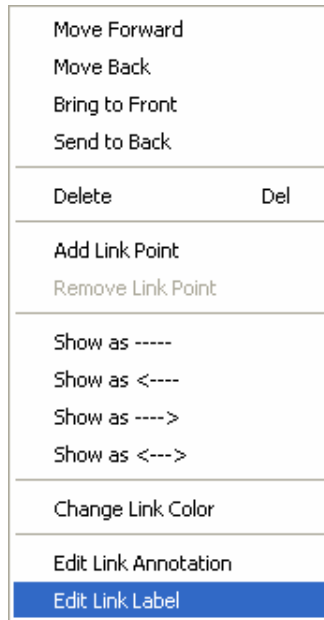 Move Forward
Move Back
Bring to Front
Send to Back
Delete Del
Add Link Point
Remove Link Point
Show as -----
Show as <----
Show as ---->
Show as <--->
Change Link Color
Edit Link Annotation
Edit Link Label